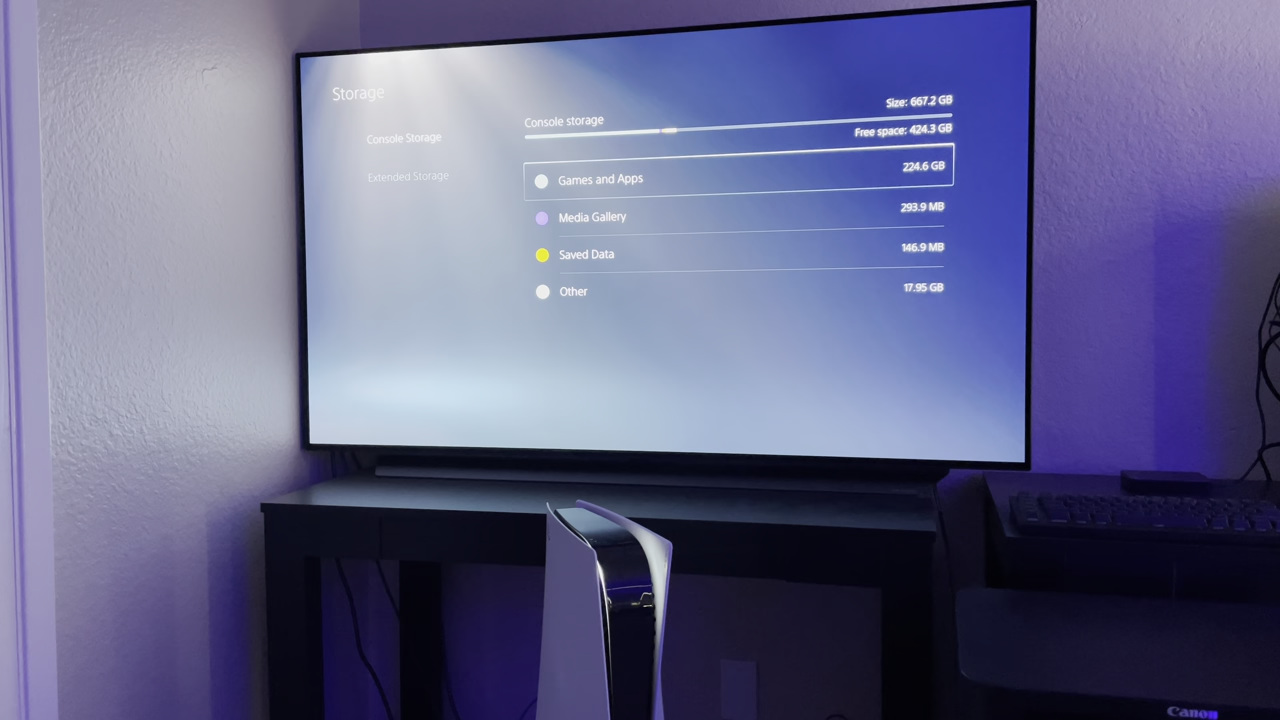 Storage
Console Storage
Extended Storage
Console storage
Size: 667.2 GB
Free space: 424.3 GB
Games and Apps 224.6 GB
Media Gallery 293.9 MB
Saved Data 146.9 MB
Other 17.95 GB
Canon